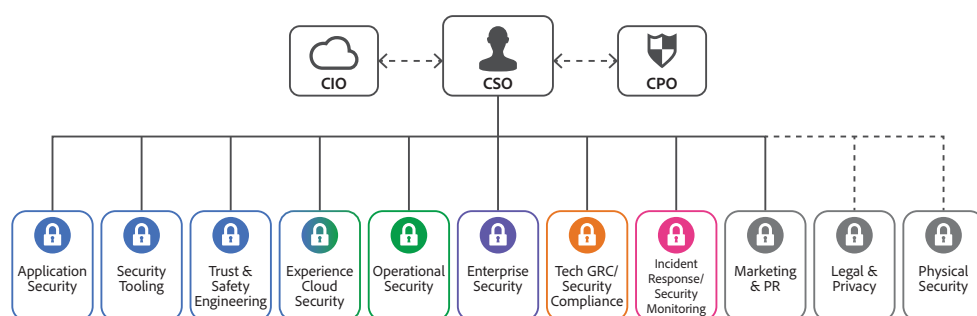 CIO
CSO
CPO
Application
Security
Security
Tooling
Trust &
Safety
Engineering
Experience
Cloud
Security
Operational
Security
Enterprise
Security
Tech GRC/
Security
Compliance
Incident
Response/
Security
Monitoring
Marketing
& PR
Legal &
Privacy
Physical
Security